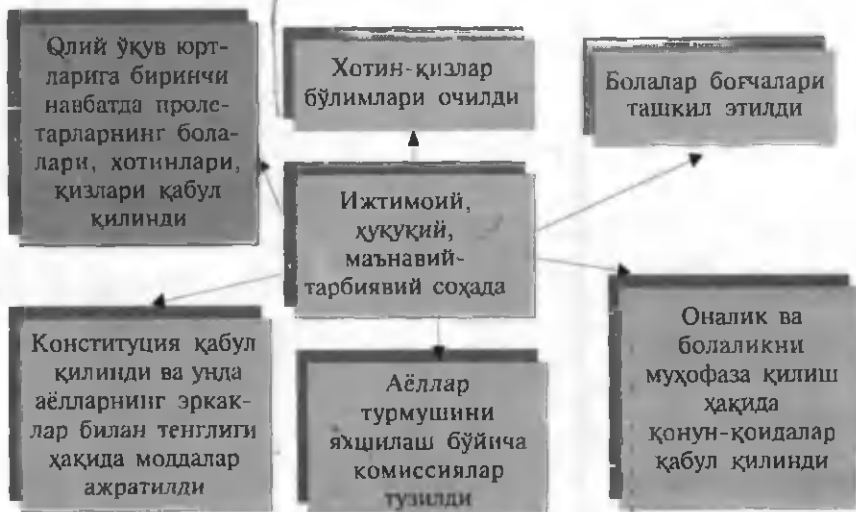 Қлий ўқув юрт-
ларига биринчи
навбатда проле-
тарларнинг бола-
лари, хотинлари,
қизлари қабул
қилинди
Хотин-қизлар
бўлимлари очилди
Болалар боғчалари
ташкил этилди
Ижтимоий,
ҳуқуқий,
маънавий-
тарбиявий соҳада
Конституция қабул
қилинди ва унда
аёлларнинг эркак-
лар билан тенглиги
ҳақида моддалар
ажратилди
Аёллар
турмушини
яхшилаш бўйича
комиссиялар
тузилди
Оналик ва
болаликни
муҳофаза қилиш
ҳақида
қонун-қоидалар
қабул қилинди